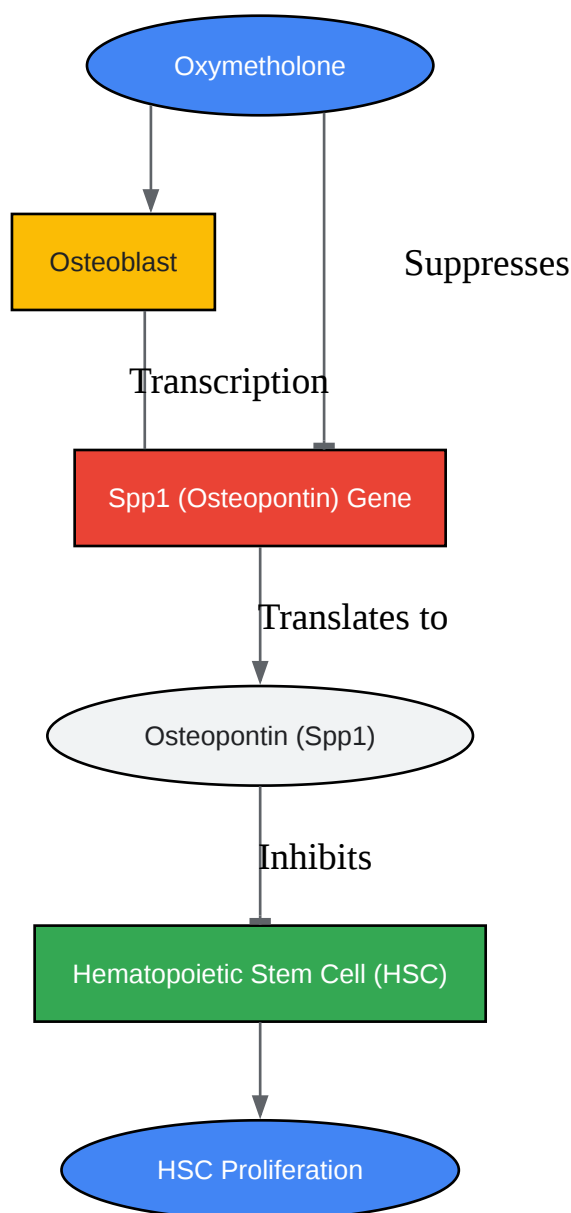 Oxymetholone
Osteoblast
Suppresses
Transcription
Spp1 (Osteopontin) Gene
Translates to
Osteopontin (Spp1)
Inhibits
Hematopoietic Stem Cell (HSC)
HSC Proliferation